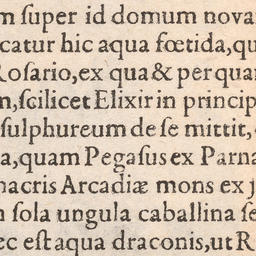 m ſuper id domum nova
catur hic aqua fœtida, qu
Roſario, ex qua & per quan
m, ſcilicet Elixir in princip
ſulphureum de ſe mittit,
a, quam Pegaſus ex Parna
nacris Arcadiæ mons ex j
n ſola ungula caballina ſe
ec eſt aqua draconis, ut R